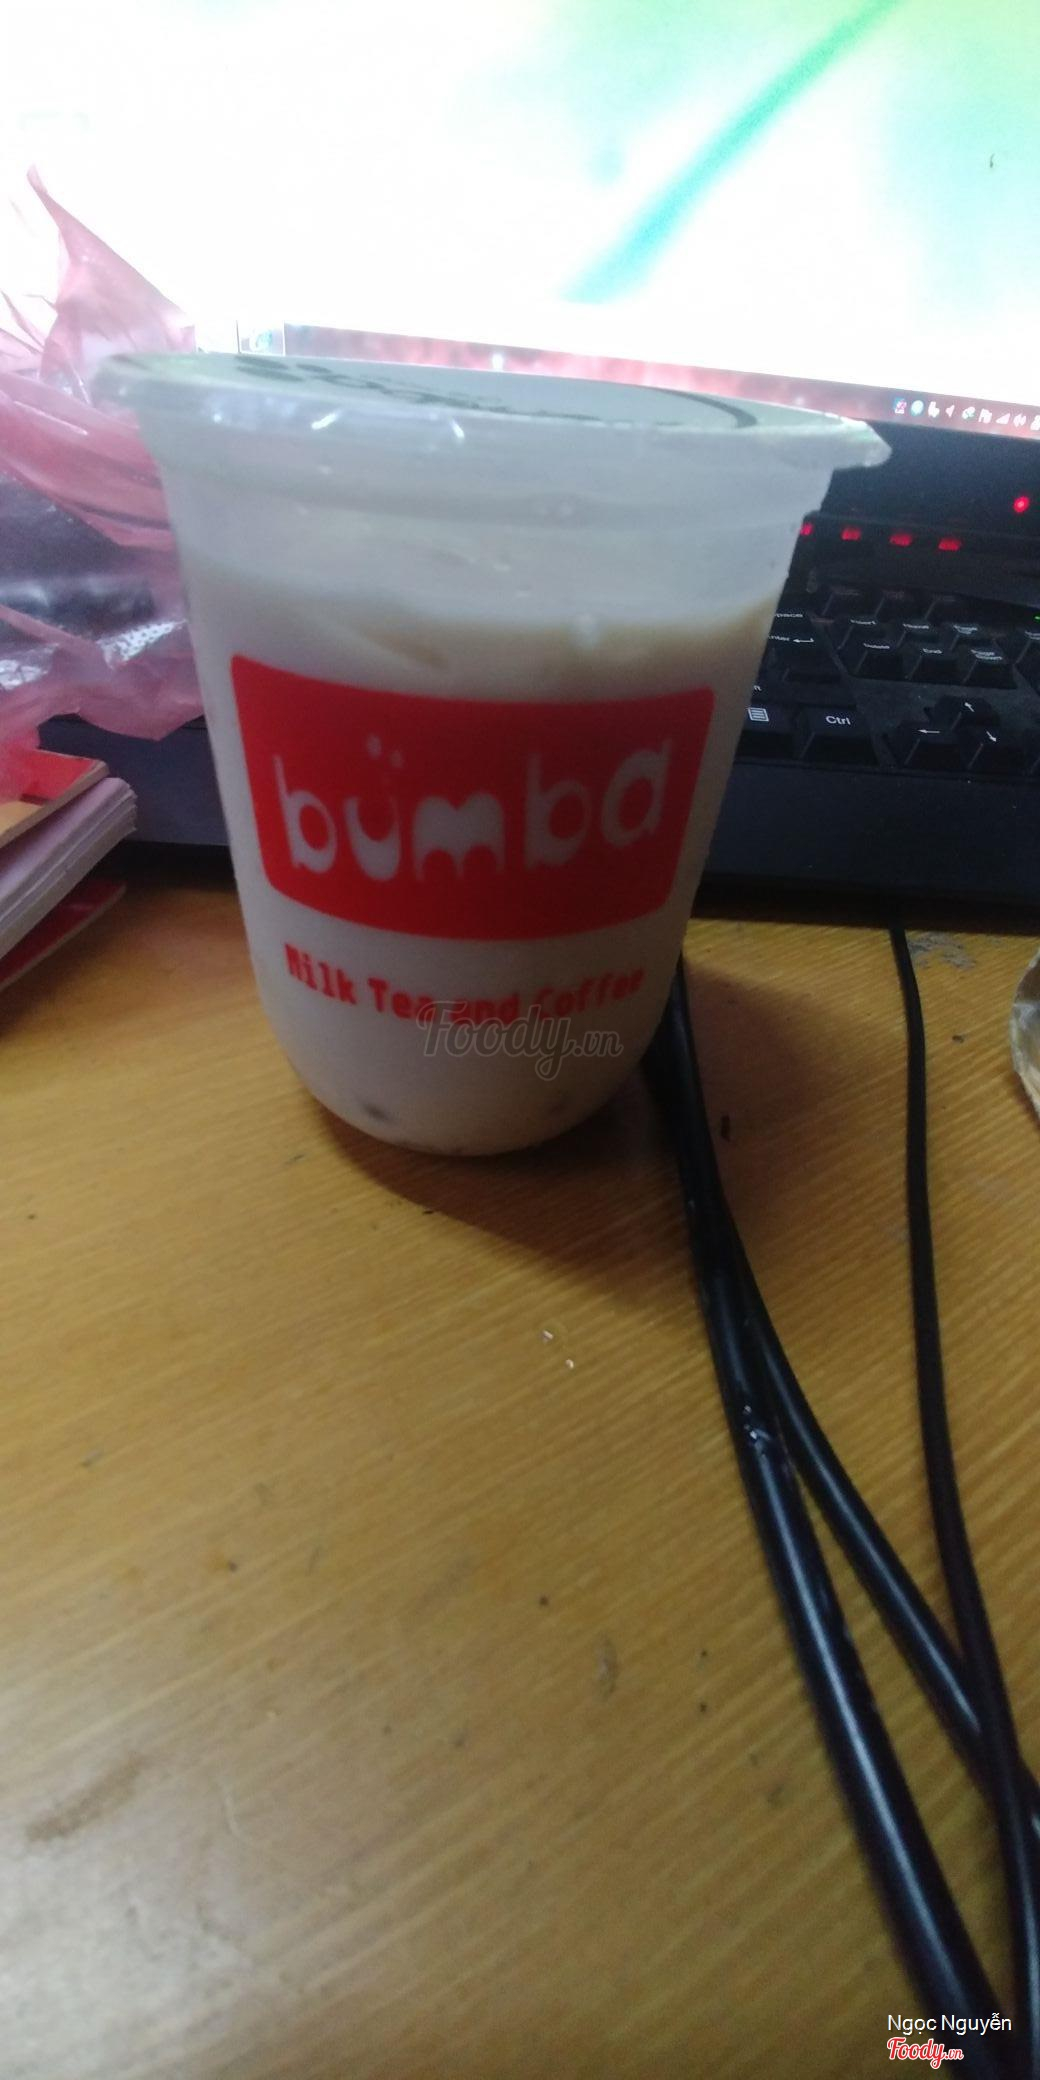 bümba
Milk Tea and Coffee
Foody.vn
Ctrl
Ngọc Nguyễn
Foody.vn